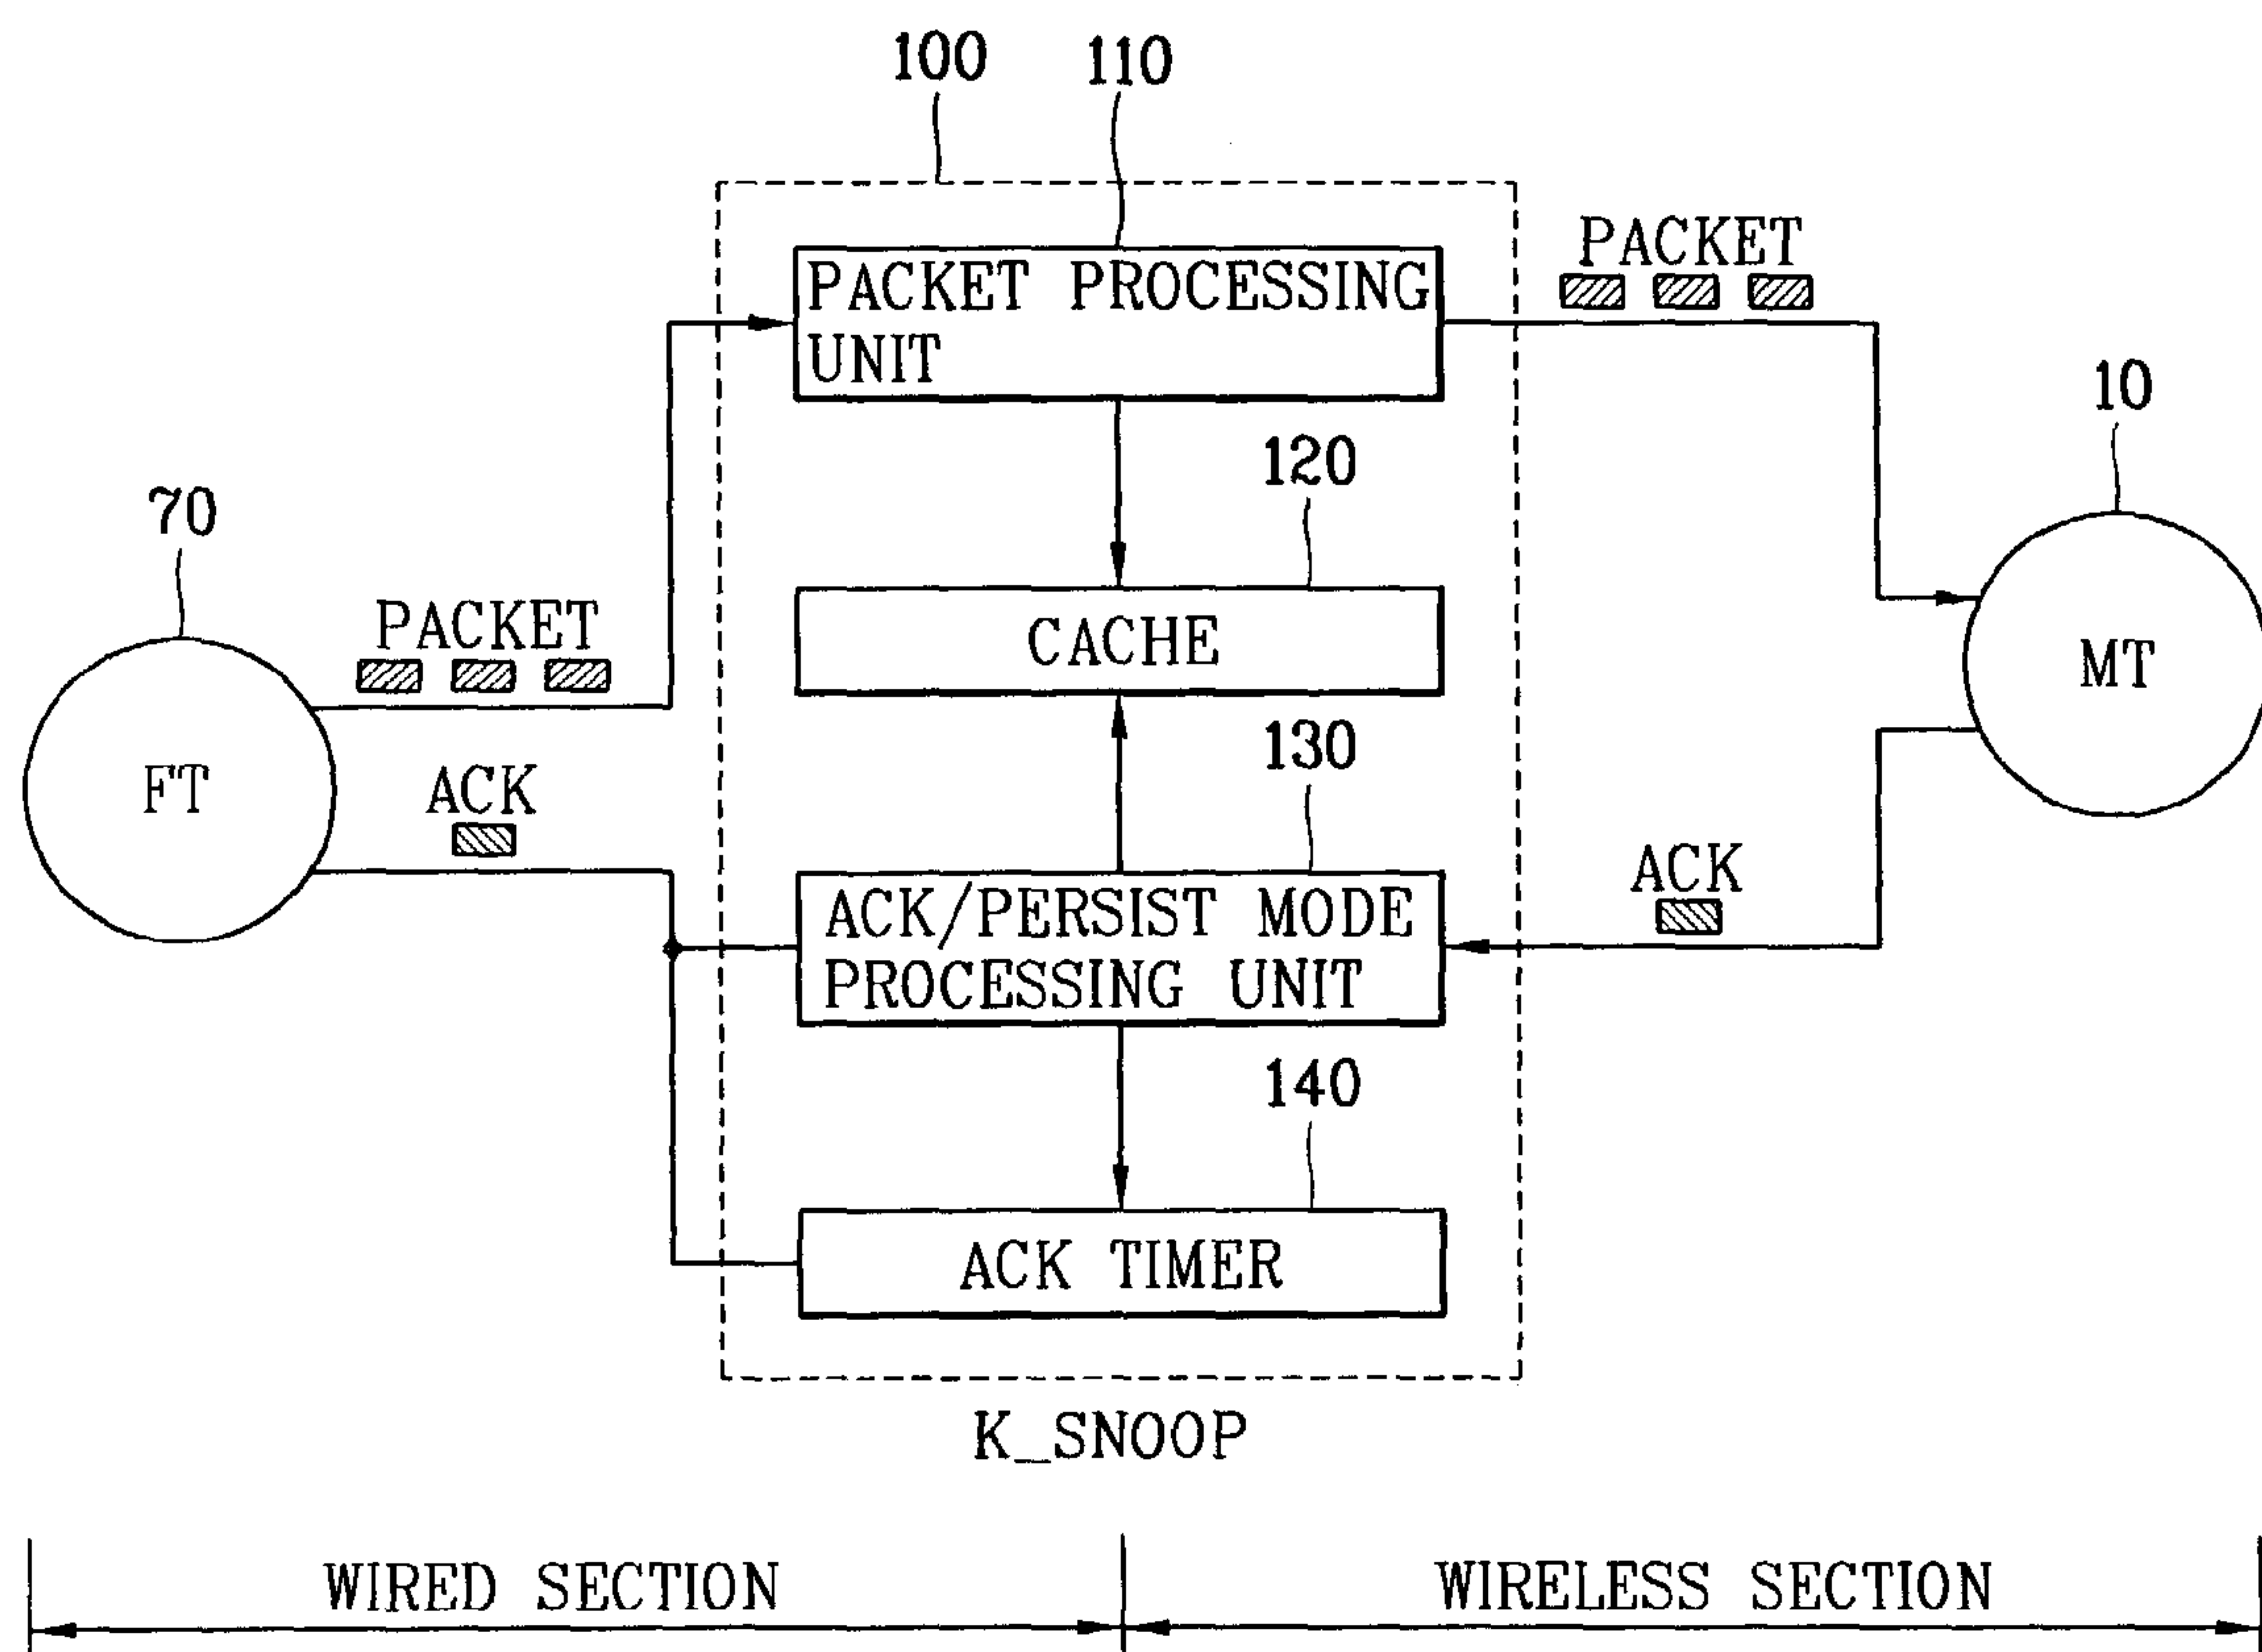 100
110
PACKET PROCESSING
UNIT
PACKET
10
120
70
CACHE
MT
PACKET
130
FT
ACK
ACK/PERSIST MODE
PROCESSING UNIT
ACK
140
ACK TIMER
K_SNOOP
WIRED SECTION
WIRELESS SECTION